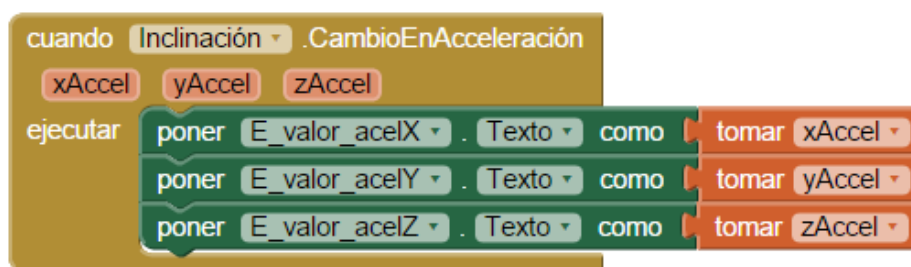 cuando Inclinación .CambioEnAcceleración
xAccel yAccel zAccel
ejecutar poner E_valor_acelX . Texto como tomar xAccel
poner E_valor_acelY . Texto como tomar yAccel
poner E_valor_acelZ . Texto como tomar zAccel